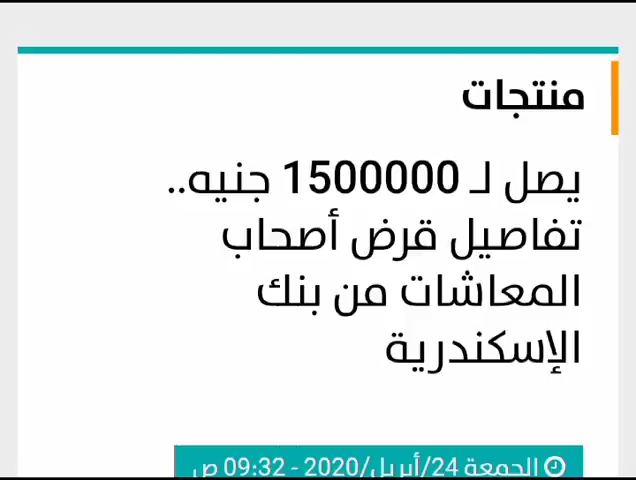 منتجات
يصل لـ 1500000 جنيه..
تفاصيل قرض أصحاب
المعاشات من بنك
الإسكندرية
الجمعة 24/أبريل/2020 - 09:32 ص